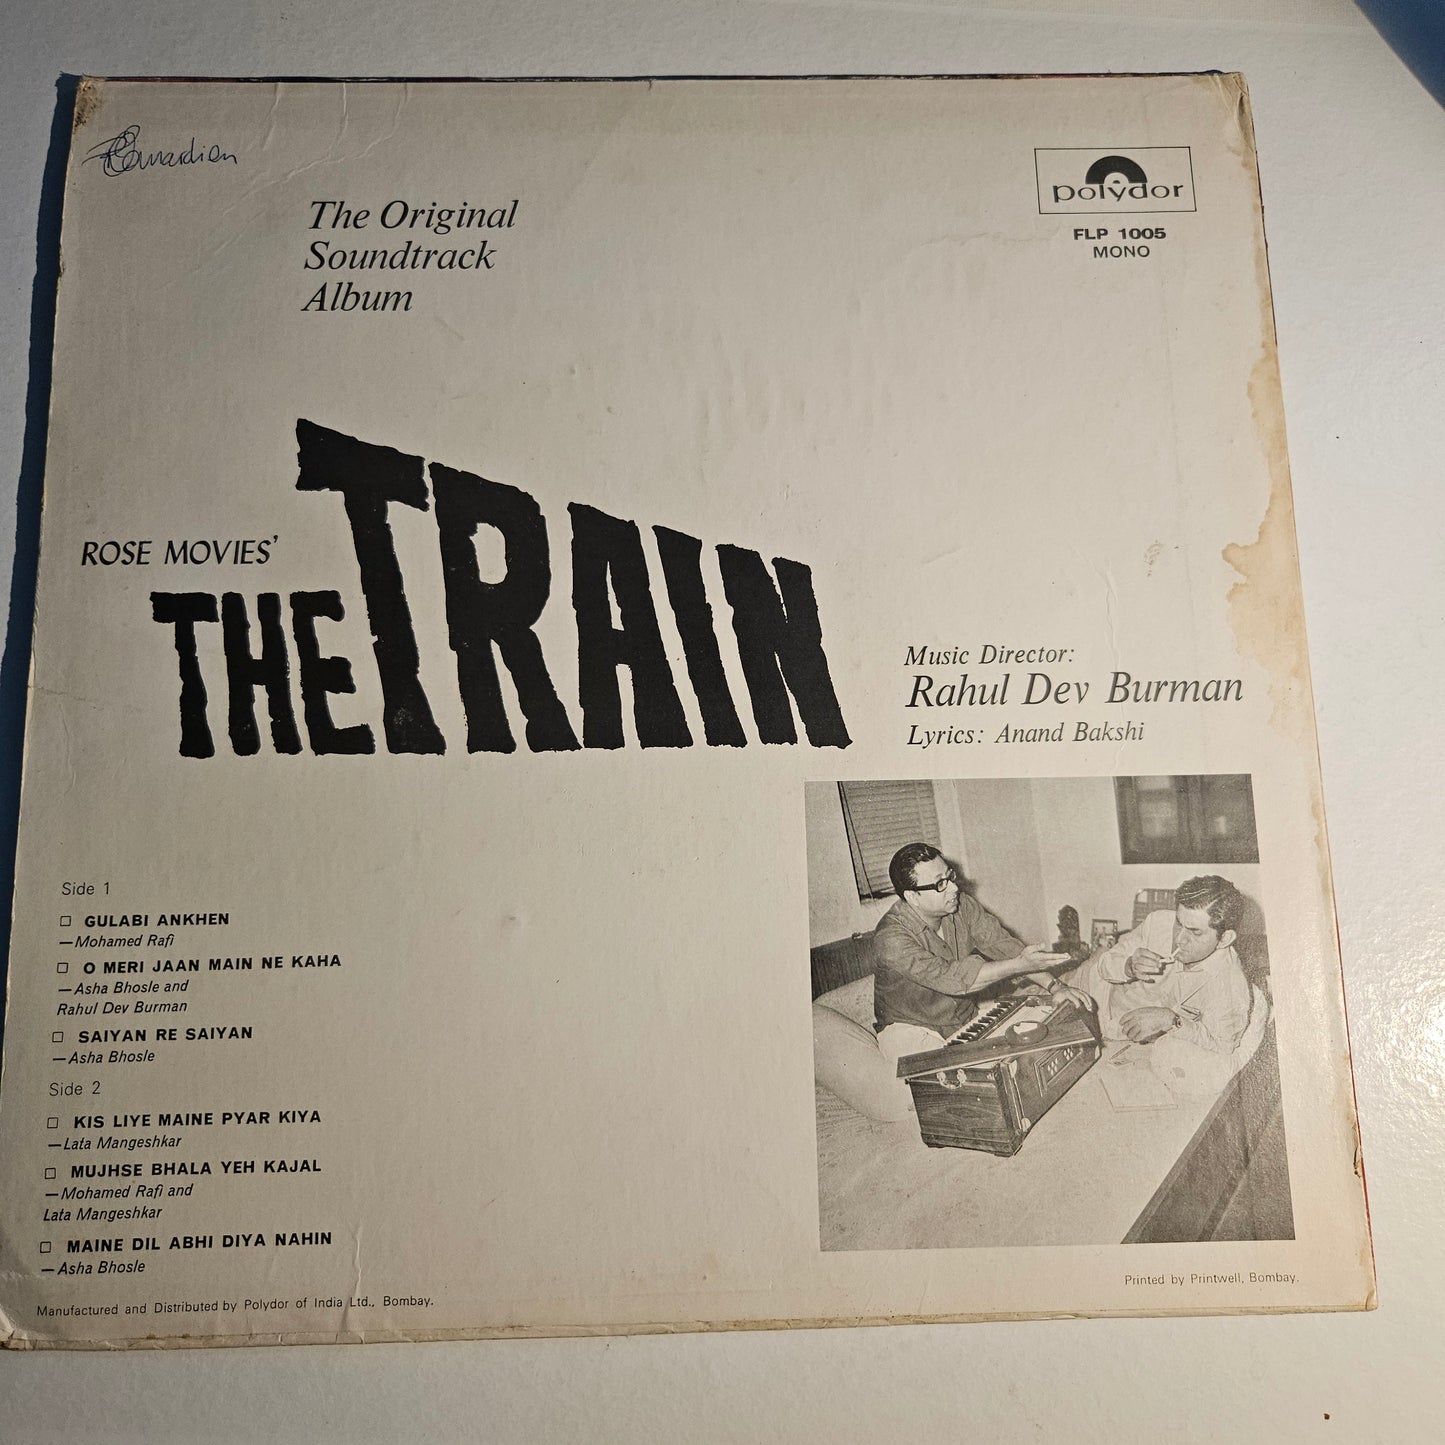 The Original
Soundtrack
Album
polydor
FLP 1005
MONO
ROSE MOVIES'
THE TRAIN
Music Director:
Rahul Dev Burman
Lyrics: Anand Bakshi
Side 1
GULABI ANKHEN
—Mohamed Rafi
O MERI JAAN MAIN NE KAHA
—Asha Bhosle and
Rahul Dev Burman
SAIYAN RE SAIYAN
—Asha Bhosle
Side 2
KIS LIYE MAINE PYAR KIYA
—Lata Mangeshkar
MUJHSE BHALA YEH KAJAL
—Mohamed Rafi and
Lata Mangeshkar
MAINE DIL ABHI DIYA NAHIN
—Asha Bhosle
Manufactured and Distributed by Polydor of India Ltd., Bombay.
Printed by Printwell, Bombay.